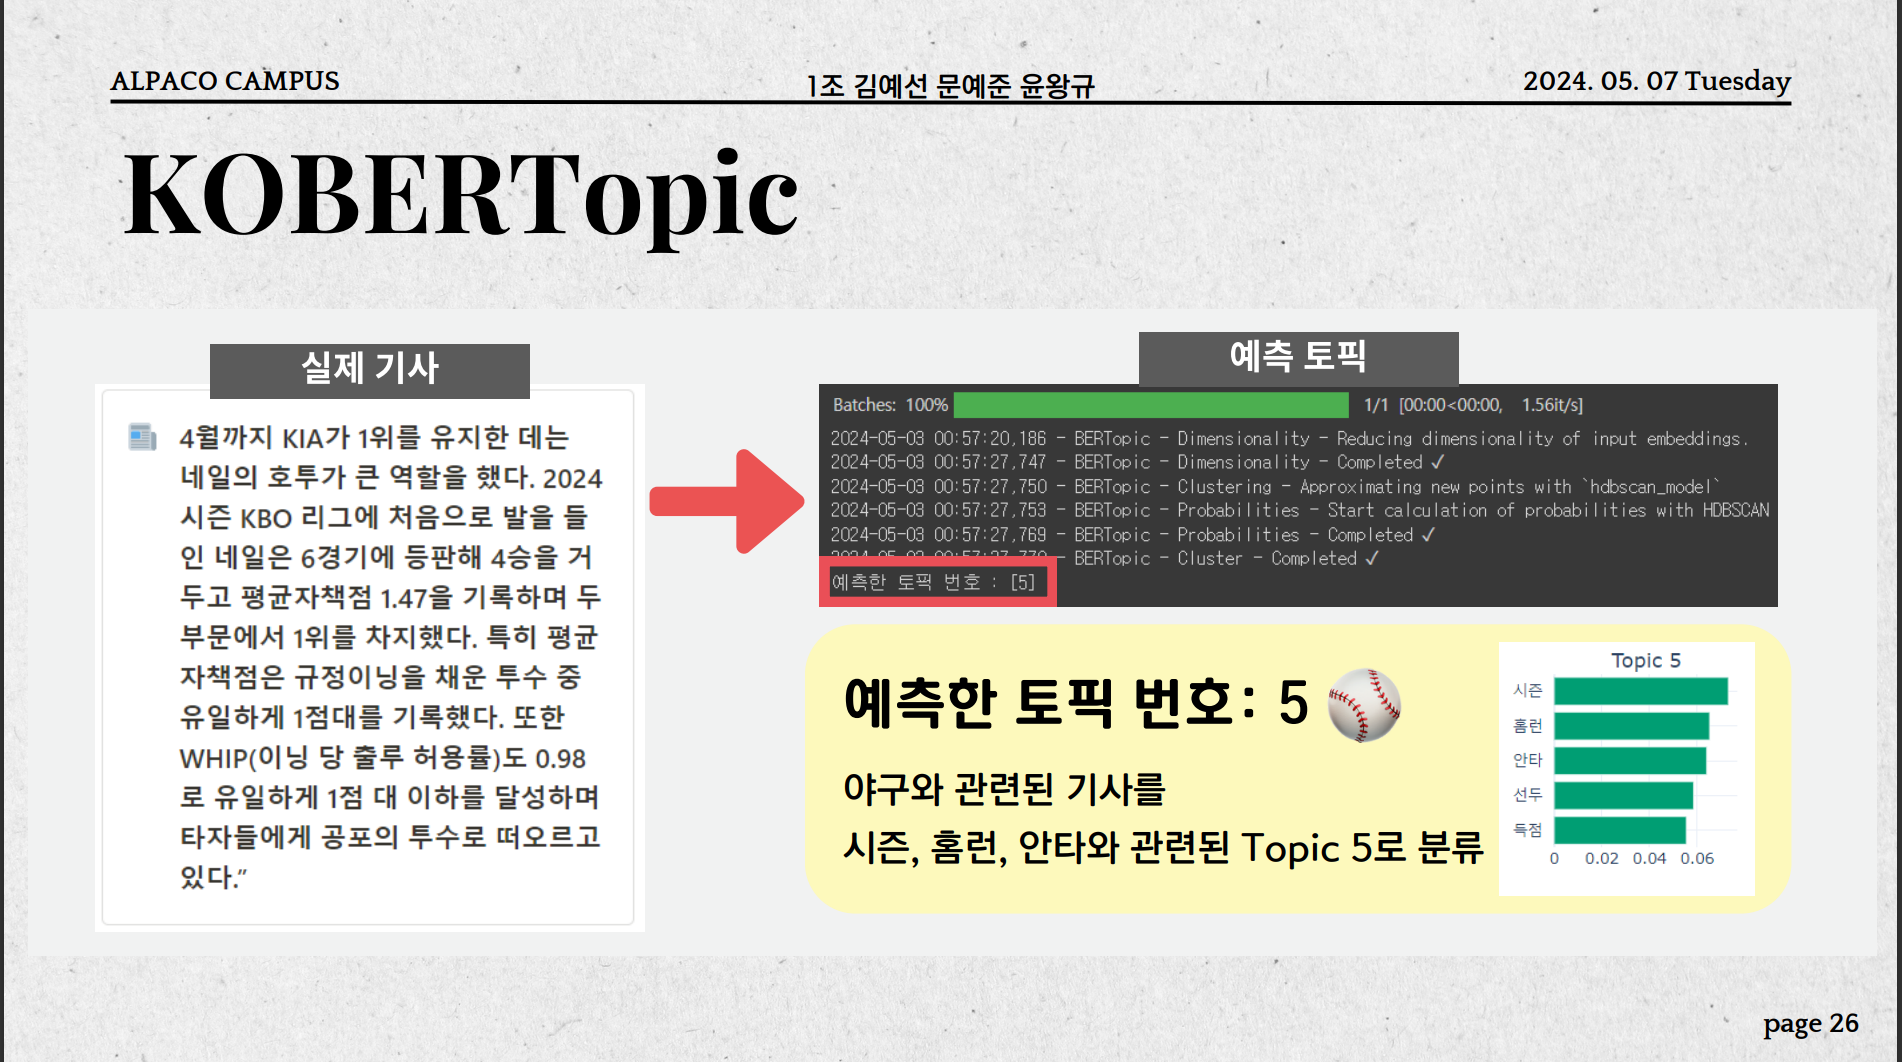 ALPACO CAMPUS
1조 김예선 문예준 윤왕규
2024. 05. 07 Tuesday
KOBERTopic
실제 기사
4월까지 KIA가 1위를 유지한 데는
네일의 호투가 큰 역할을 했다. 2024
시즌 KBO 리그에 처음으로 발을 들
인 네일은 6경기에 등판해 4승을 거
두고 평균자책점 1.47을 기록하며 두
부문에서 1위를 차지했다. 특히 평균
자책점은 규정이닝을 채운 투수 중
유일하게 1점대를 기록했다. 또한
WHIP(이닝 당 출루 허용률)도 0.98
로 유일하게 1점 대 이하를 달성하며
타자들에게 공포의 투수로 떠오르고
있다.”
예측 토픽
Batches: 100% 1/1 [00:00<00:00, 1.56it/s]
2024-05-03 00:57:20,186 - BERTopic - Dimensionality - Reducing dimensionality of input embeddings.
2024-05-03 00:57:27,747 - BERTopic - Dimensionality - Completed ✓
2024-05-03 00:57:27,750 - BERTopic - Clustering - Approximating new points with `hdbscan_model`
2024-05-03 00:57:27,753 - BERTopic - Probabilities - Start calculation of probabilities with HDBSCAN
2024-05-03 00:57:27,769 - BERTopic - Probabilities - Completed ✓
2024-05-03 00:57:27,770 - BERTopic - Cluster - Completed ✓
예측한 토픽 번호 : [5]
예측한 토픽 번호: 5
야구와 관련된 기사를
시즌, 홈런, 안타와 관련된 Topic 5로 분류
Topic 5
시즌
홈런
안타
선두
득점
0 0.02 0.04 0.06
page 26